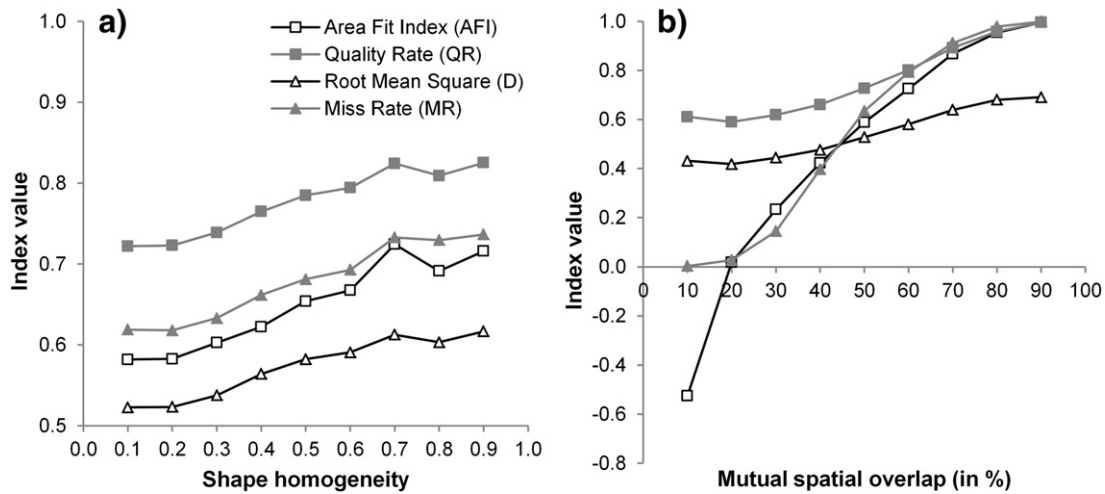 a)
Area Fit Index (AFI)
Quality Rate (QR)
Root Mean Square (D)
Miss Rate (MR)
Index value
1.0
0.9
0.8
0.7
0.6
0.5
0.0 0.1 0.2 0.3 0.4 0.5 0.6 0.7 0.8 0.9 1.0
Shape homogeneity
b)
Index value
1.0
0.8
0.6
0.4
0.2
0.0
-0.2
-0.4
-0.6
-0.8
10 20 30 40 50 60 70 80 90 100
Mutual spatial overlap (in %)